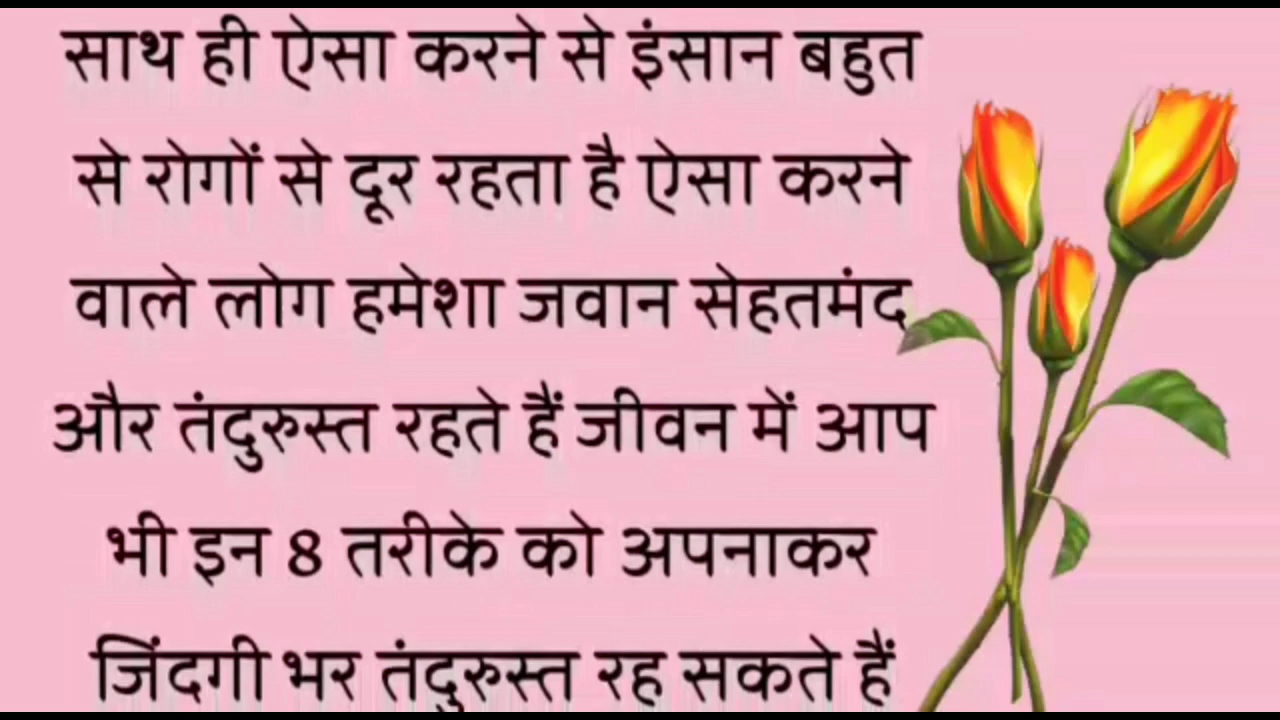 साथ ही ऐसा करने से इंसान बहुत
से रोगों से दूर रहता है ऐसा करने
वाले लोग हमेशा जवान सेहतमंद
और तंदुरुस्त रहते हैं जीवन में आप
भी इन 8 तरीके को अपनाकर
जिंदगी भर तंदुरुस्त रह सकते हैं